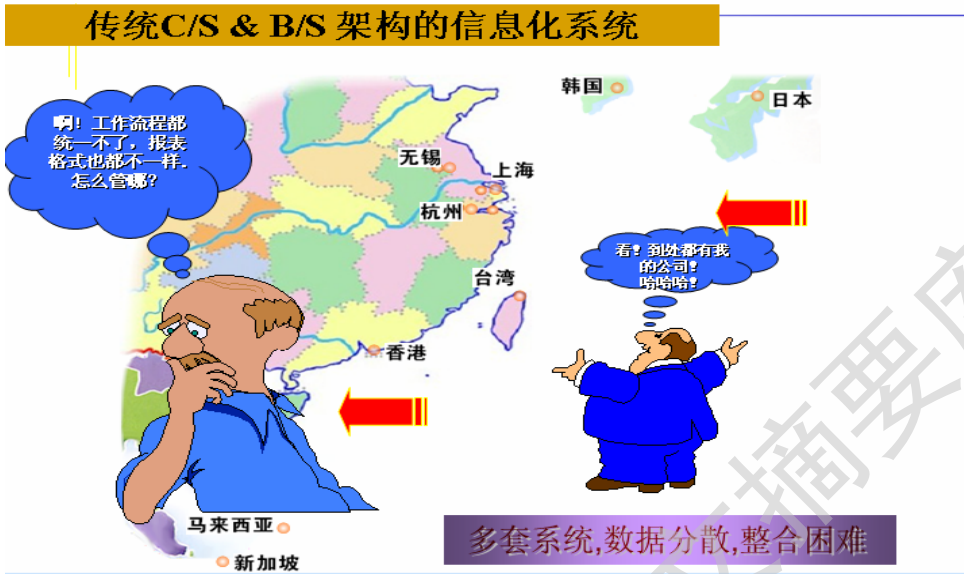 传统C/S & B/S 架构的信息化系统
啊！工作流程都
统一不了，报表
格式也都不一样．
怎么管哪？
韩国
日本
无锡
上海
杭州
看！到处都有我
的公司！
哈哈哈！
台湾
香港
马来西亚
新加坡
多套系统,数据分散,整合困难
摘要